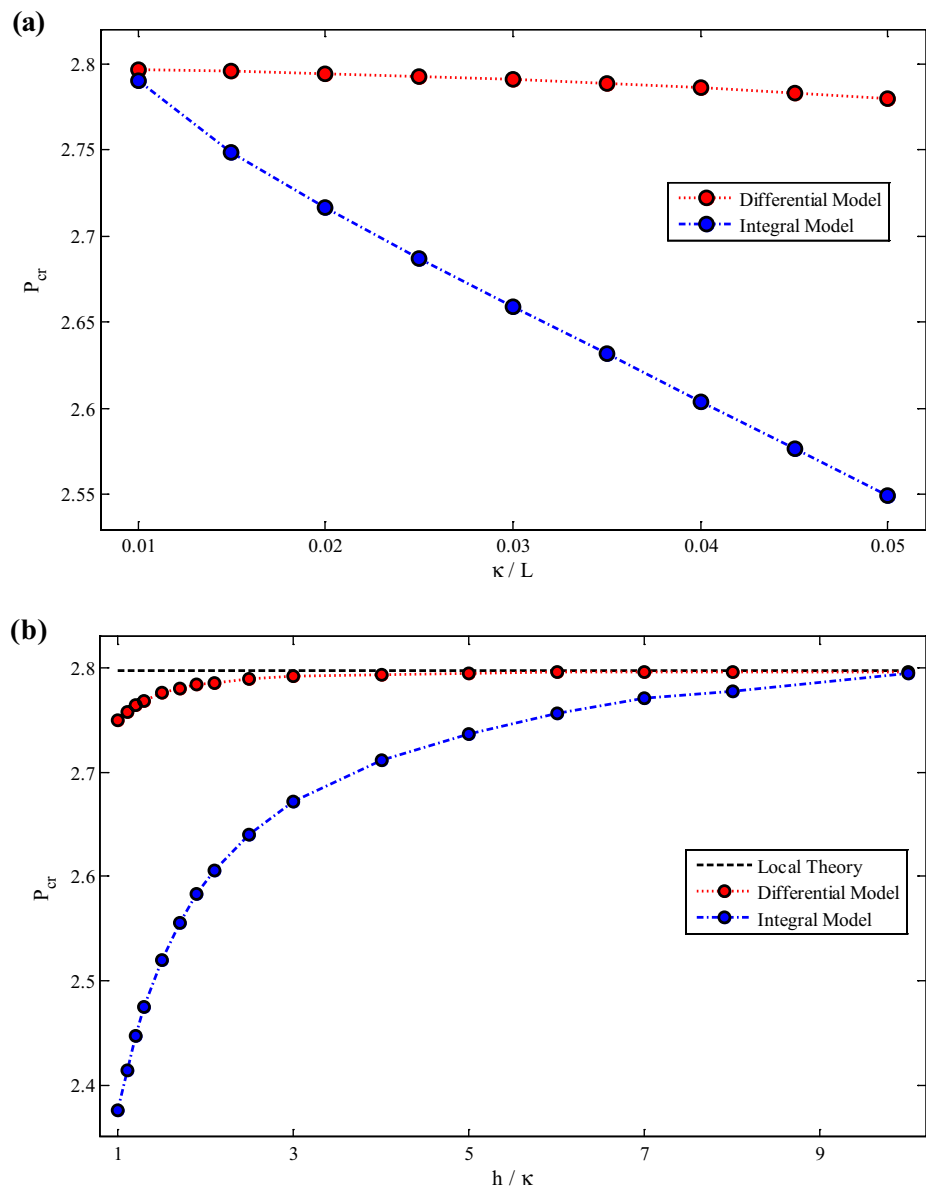 (a)
2.8
2.75
2.7
2.65
2.6
2.55
P_cr
Differential Model
Integral Model
0.01 0.02 0.03 0.04 0.05
κ / L
(b)
2.8
2.7
2.6
2.5
2.4
P_cr
Local Theory
Differential Model
Integral Model
1 3 5 7 9
h / κ